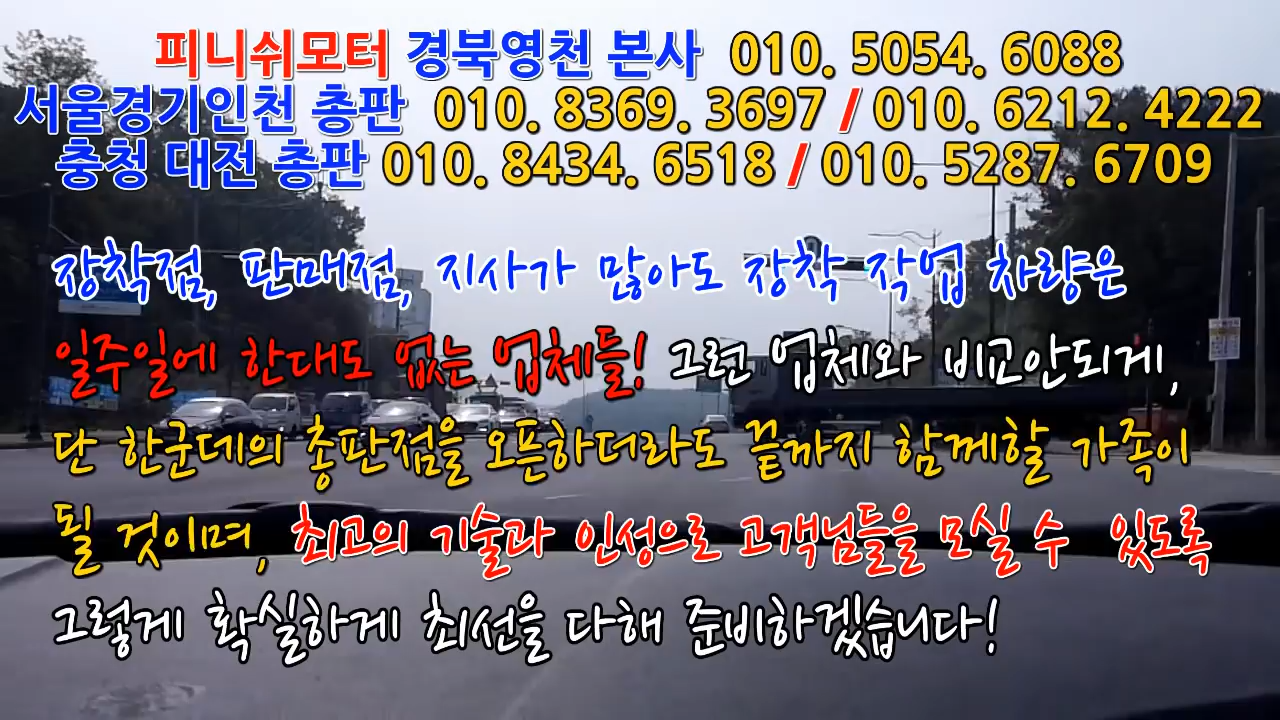 피니쉬모터 경북영천 본사 010. 5054. 6088
서울경기인천 총판 010. 8369. 3697 / 010. 6212. 4222
충청 대전 총판 010. 8434. 6518 / 010. 5287. 6709
장착점, 판매점, 지사가 많아도 장착 작업 차량은
일주일에 한대도 없는 업체들! 그런 업체와 비교안되게,
단 한군데의 총판점을 오픈하더라도 끝까지 함께할 가족이
될 것이며, 최고의 기술과 인성으로 고객님들을 모실 수 있도록
그렇게 확실하게 최선을 다해 준비하겠습니다!